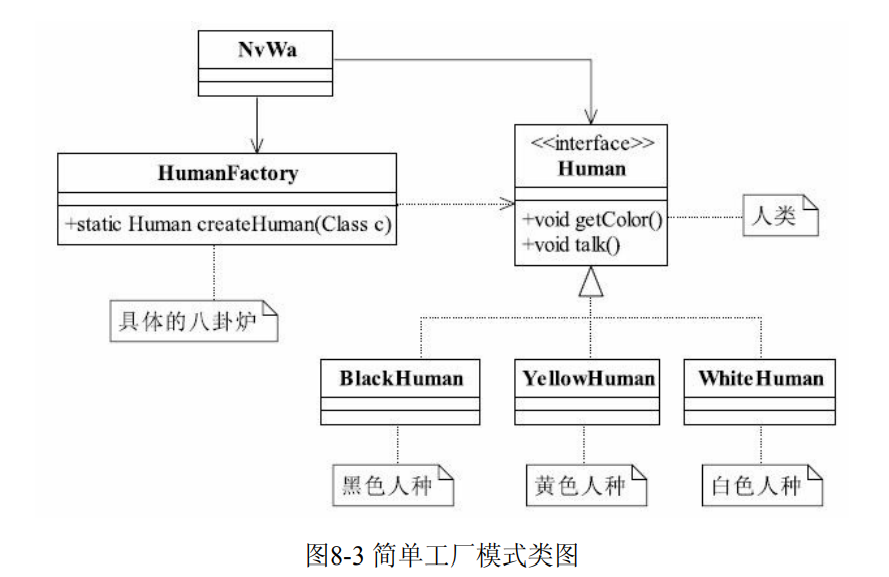 NvWa
<<interface>>
Human
HumanFactory
+static Human createHuman(Class c)
+void getColor()
+void talk()
人类
具体的八卦炉
BlackHuman
YellowHuman
WhiteHuman
黑色人种
黄色人种
白色人种
图8-3 简单工厂模式类图